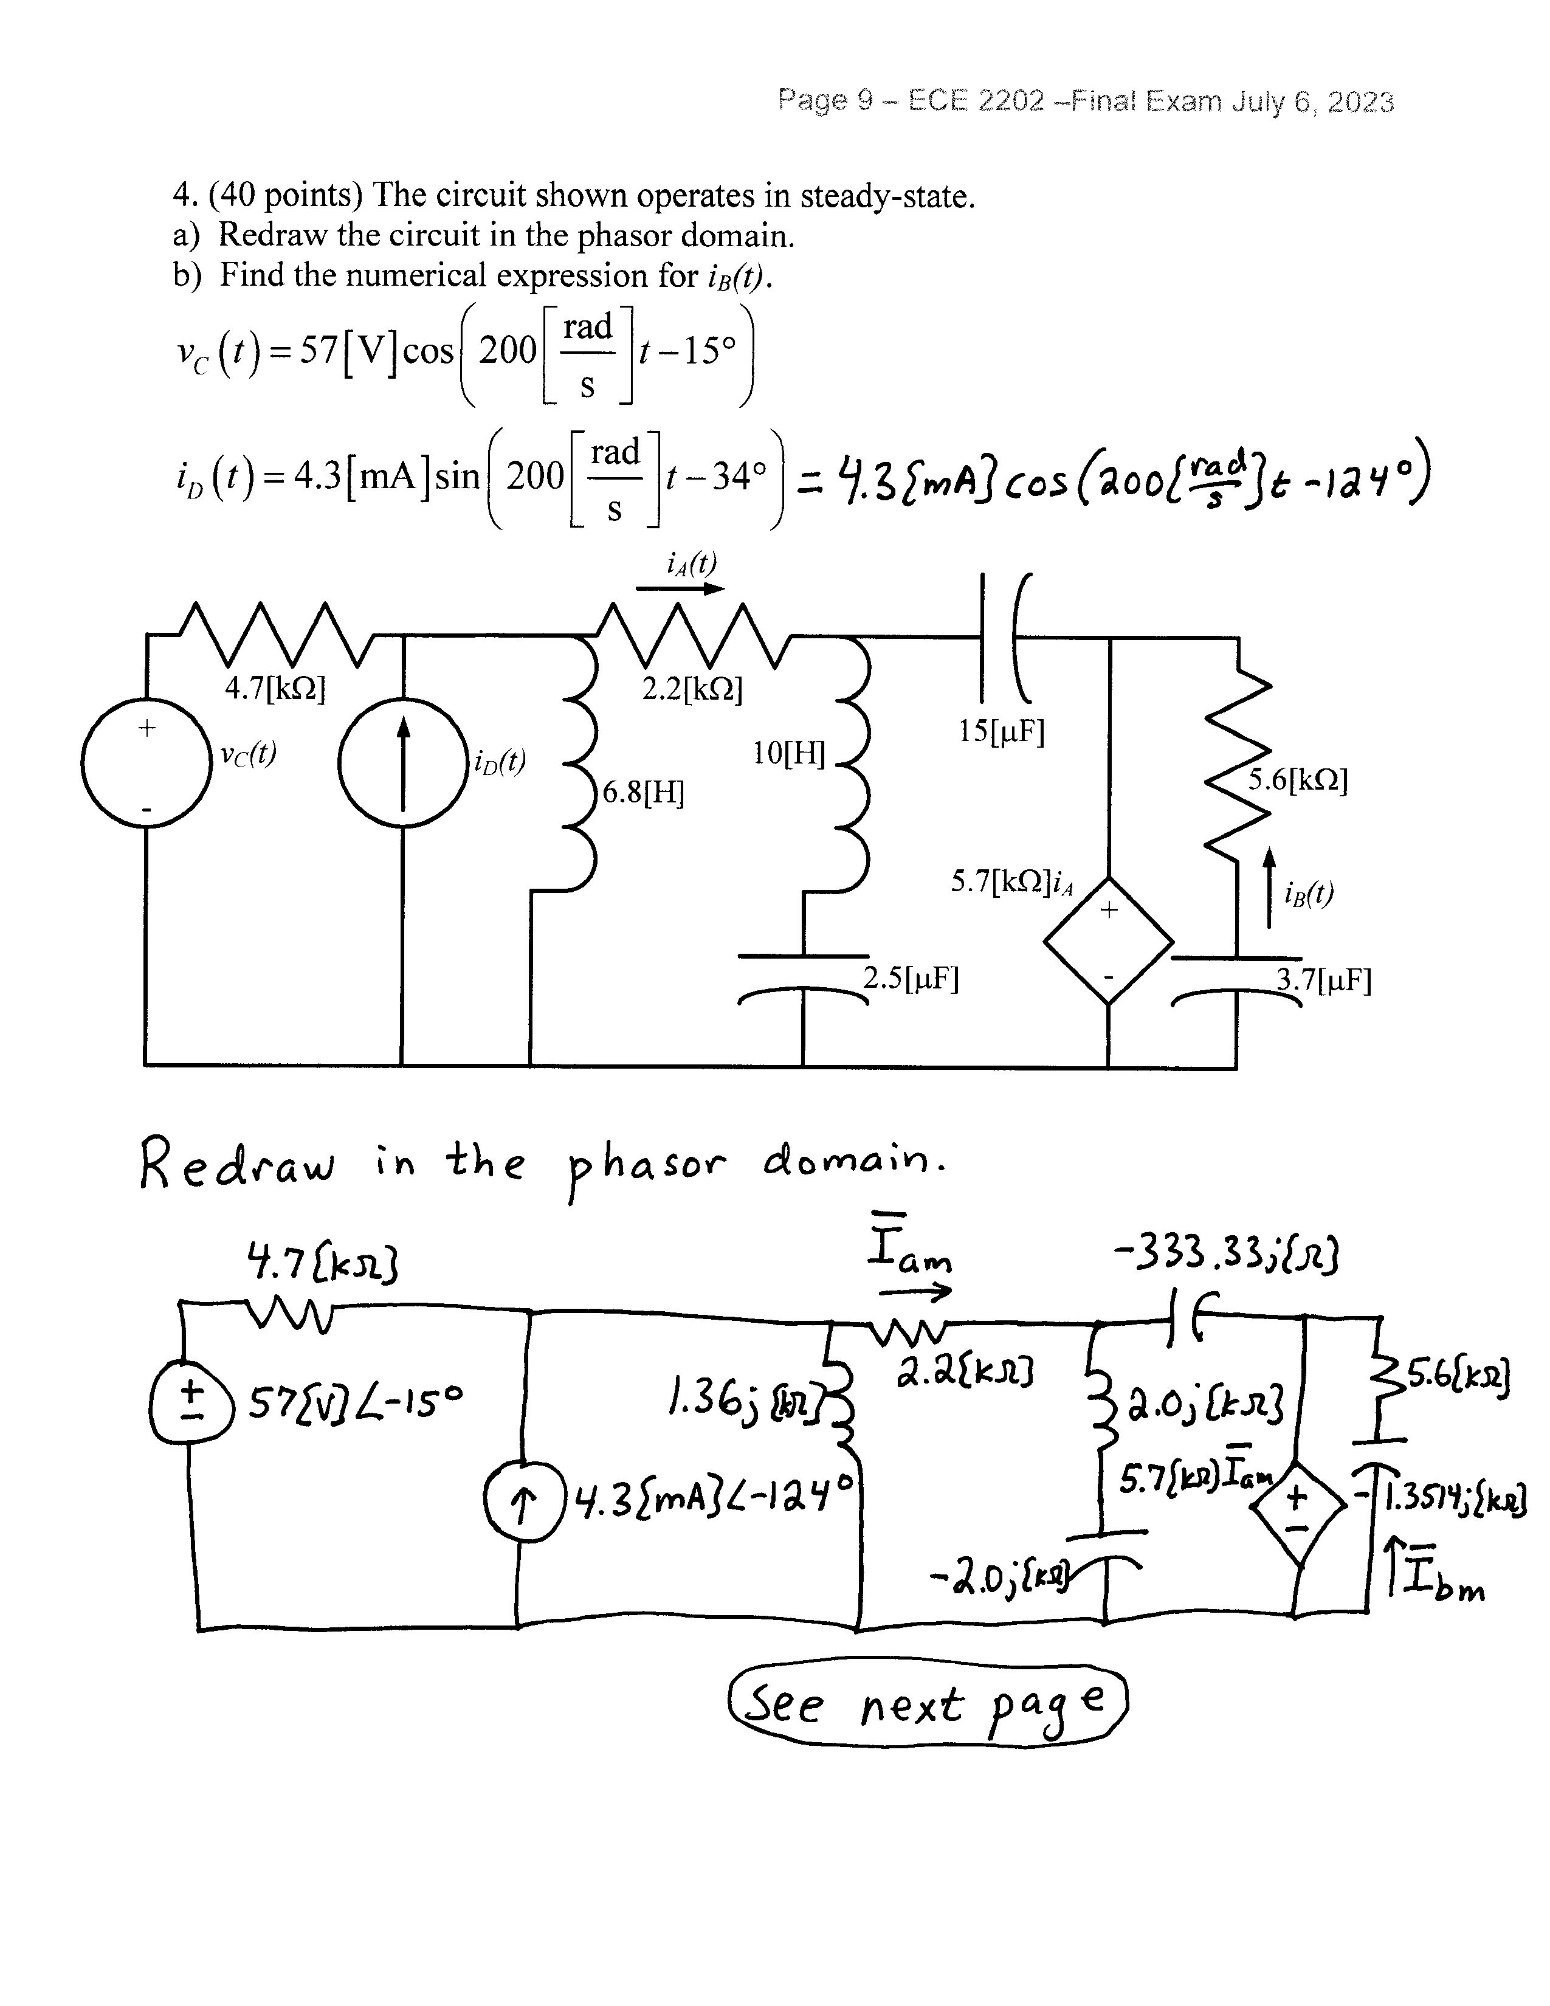 Page 9 – ECE 2202 –Final Exam July 6, 2023
4. (40 points) The circuit shown operates in steady-state.
a) Redraw the circuit in the phasor domain.
b) Find the numerical expression for iB(t).
vC(t) = 57[V]cos(200[rad/s]t − 15°)
iD(t) = 4.3[mA]sin(200[rad/s]t − 34°) = 4.3[mA]cos(200[rad/s]t -124°)
iA(t)
4.7[kΩ]
2.2[kΩ]
15[µF]
+
vC(t)
-
iD(t)
6.8[H]
10[H]
5.6[kΩ]
5.7[kΩ]iA
+
-
iB(t)
2.5[µF]
3.7[µF]
Redraw in the phasor domain.
4.7[kΩ]
Iam
-333.33j[Ω]
2.2[kΩ]
5.6[kΩ]
+
-
57[V]∠-15°
1.36j[kΩ]
2.0j[kΩ]
5.7[kΩ]Iam
+
-
4.3[mA]∠-124°
-1.3514j[kΩ]
-2.0j[kΩ]
Ibm
See next page